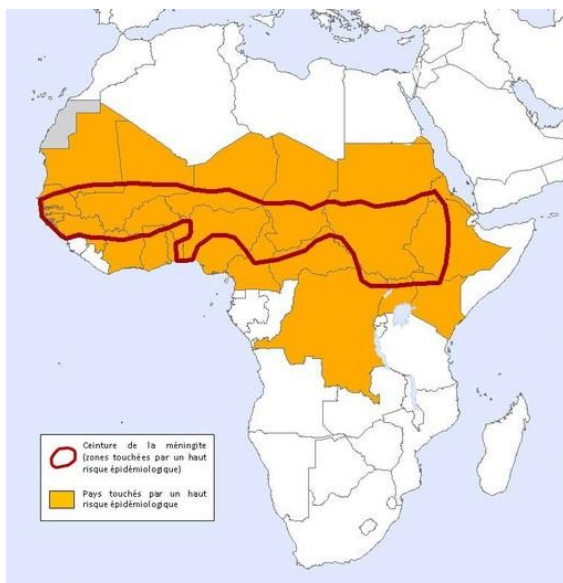 Ceinture de la méningite
(zones touchées par un haut
risque épidémiologique)
Pays touchés par un haut
risque épidémiologique